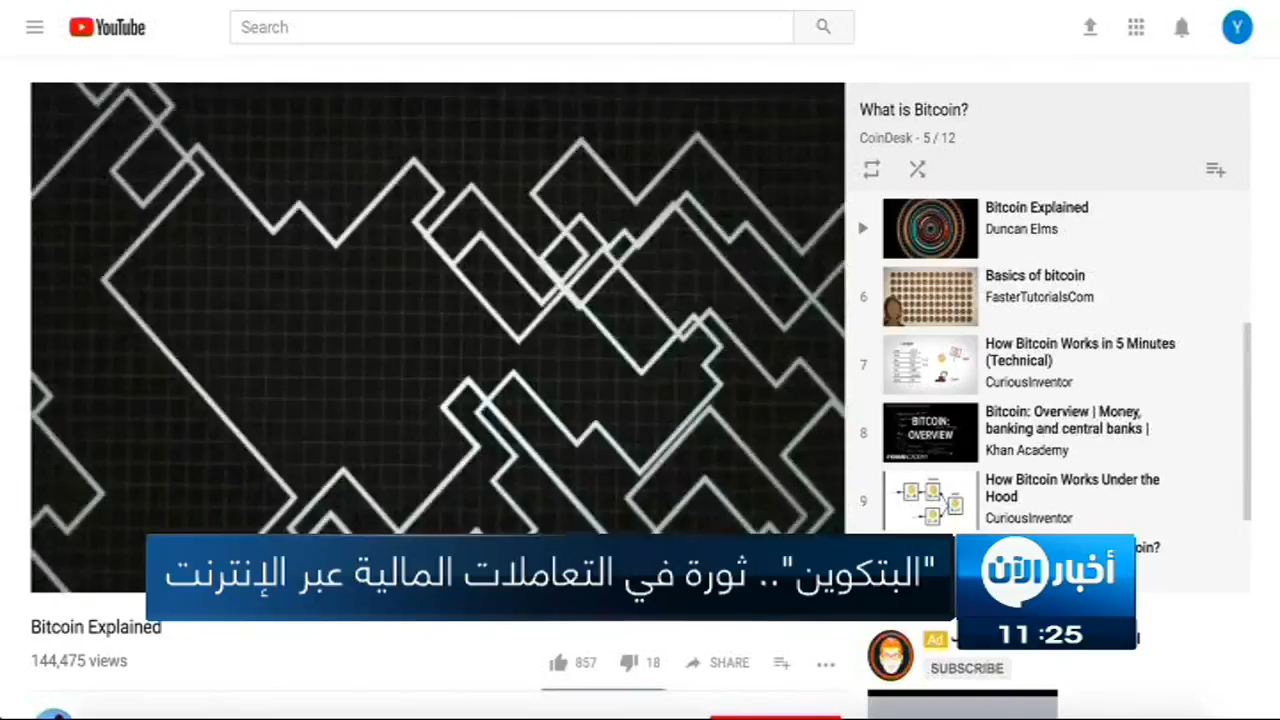 YouTube
Search
Y
What is Bitcoin?
CoinDesk - 5 / 12
Bitcoin Explained
Duncan Elms
6
Basics of bitcoin
FasterTutorialsCom
7
How Bitcoin Works in 5 Minutes
(Technical)
CuriousInventor
8
BITCOIN:
OVERVIEW
Bitcoin: Overview | Money,
banking and central banks |
Khan Academy
9
How Bitcoin Works Under the
Hood
CuriousInventor
"البتكوين".. ثورة في التعاملات المالية عبر الإنترنت
أخبار الآن
11:25
Bitcoin Explained
144,475 views
857
18
SHARE
Ad
SUBSCRIBE